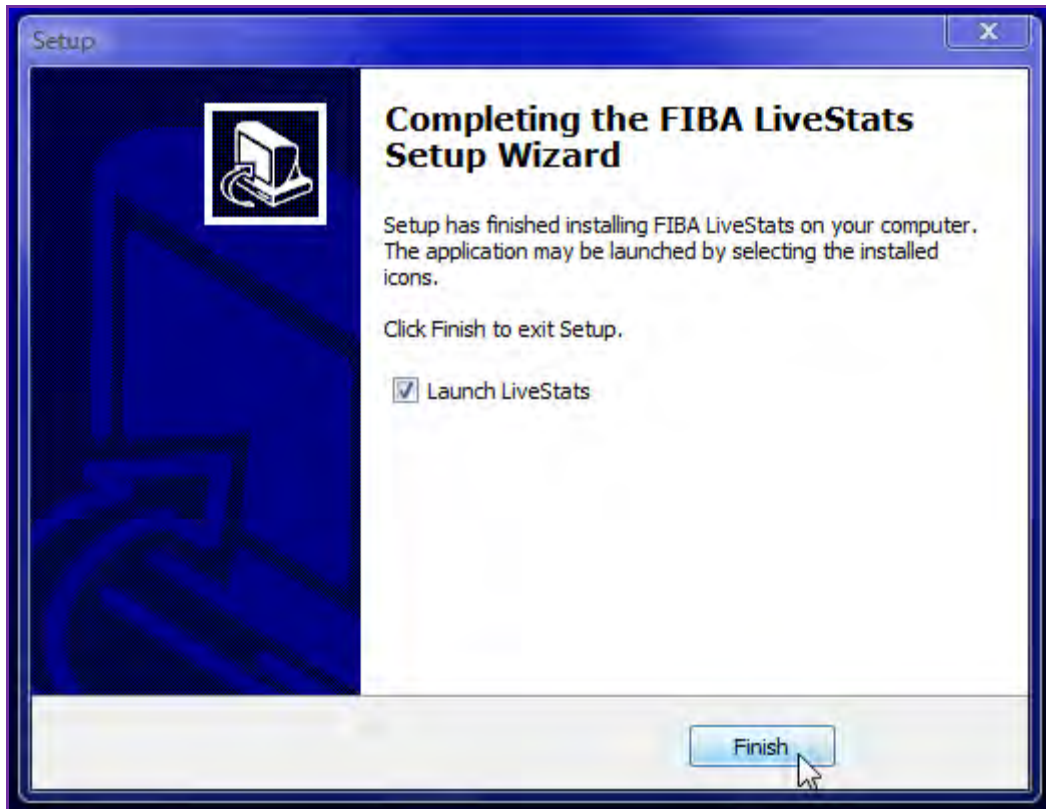 Setup
Completing the FIBA LiveStats
Setup Wizard
Setup has finished installing FIBA LiveStats on your computer.
The application may be launched by selecting the installed
icons.
Click Finish to exit Setup.
Launch LiveStats
Finish